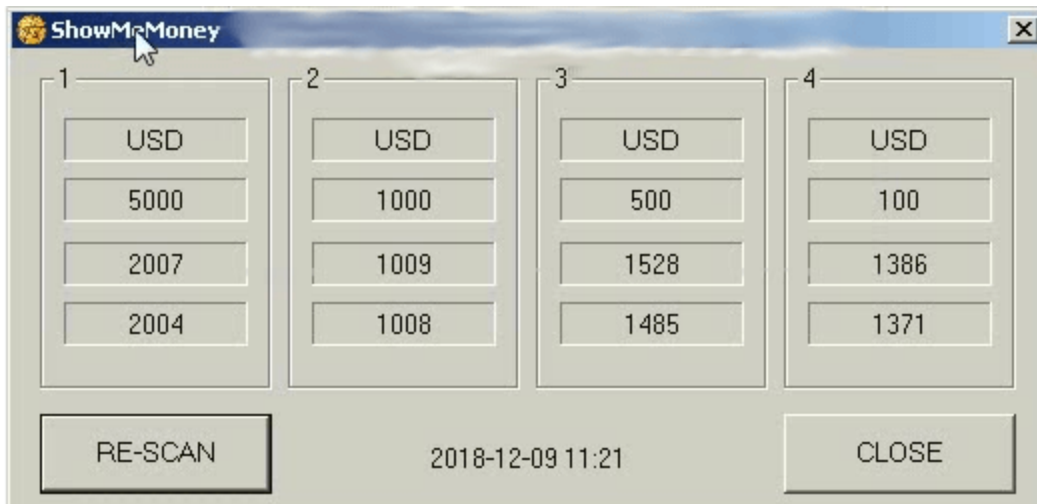 ShowMeMoney
1 2 3 4
USD USD USD USD
5000 1000 500 100
2007 1009 1528 1386
2004 1008 1485 1371
RE-SCAN 2018-12-09 11:21 CLOSE